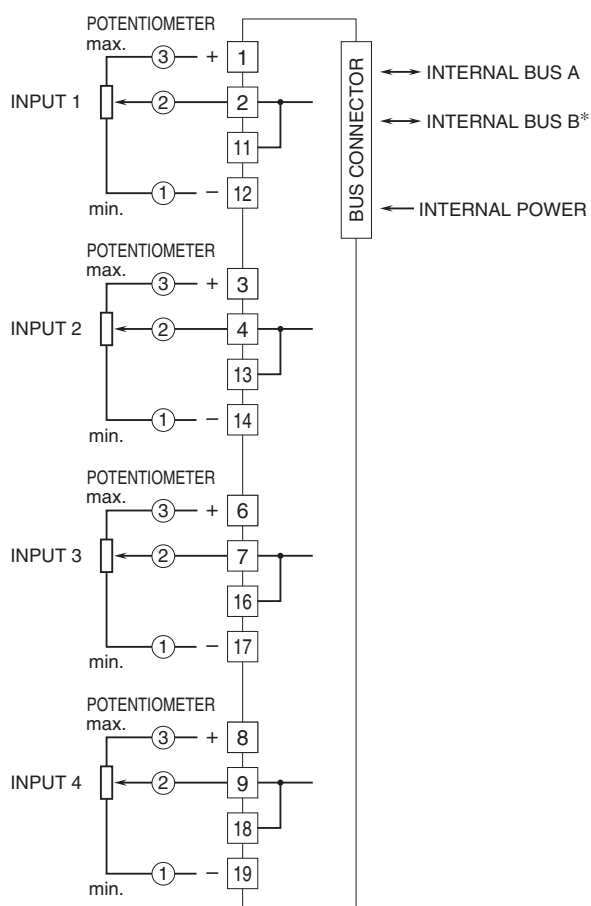 POTENTIOMETER
max.
③ + 1
INPUT 1
② 2
11
① − 12
min.
POTENTIOMETER
max.
③ + 3
INPUT 2
② 4
13
① − 14
min.
POTENTIOMETER
max.
③ + 6
INPUT 3
② 7
16
① − 17
min.
POTENTIOMETER
max.
③ + 8
INPUT 4
② 9
18
① − 19
min.
BUS CONNECTOR
INTERNAL BUS A
INTERNAL BUS B*
INTERNAL POWER